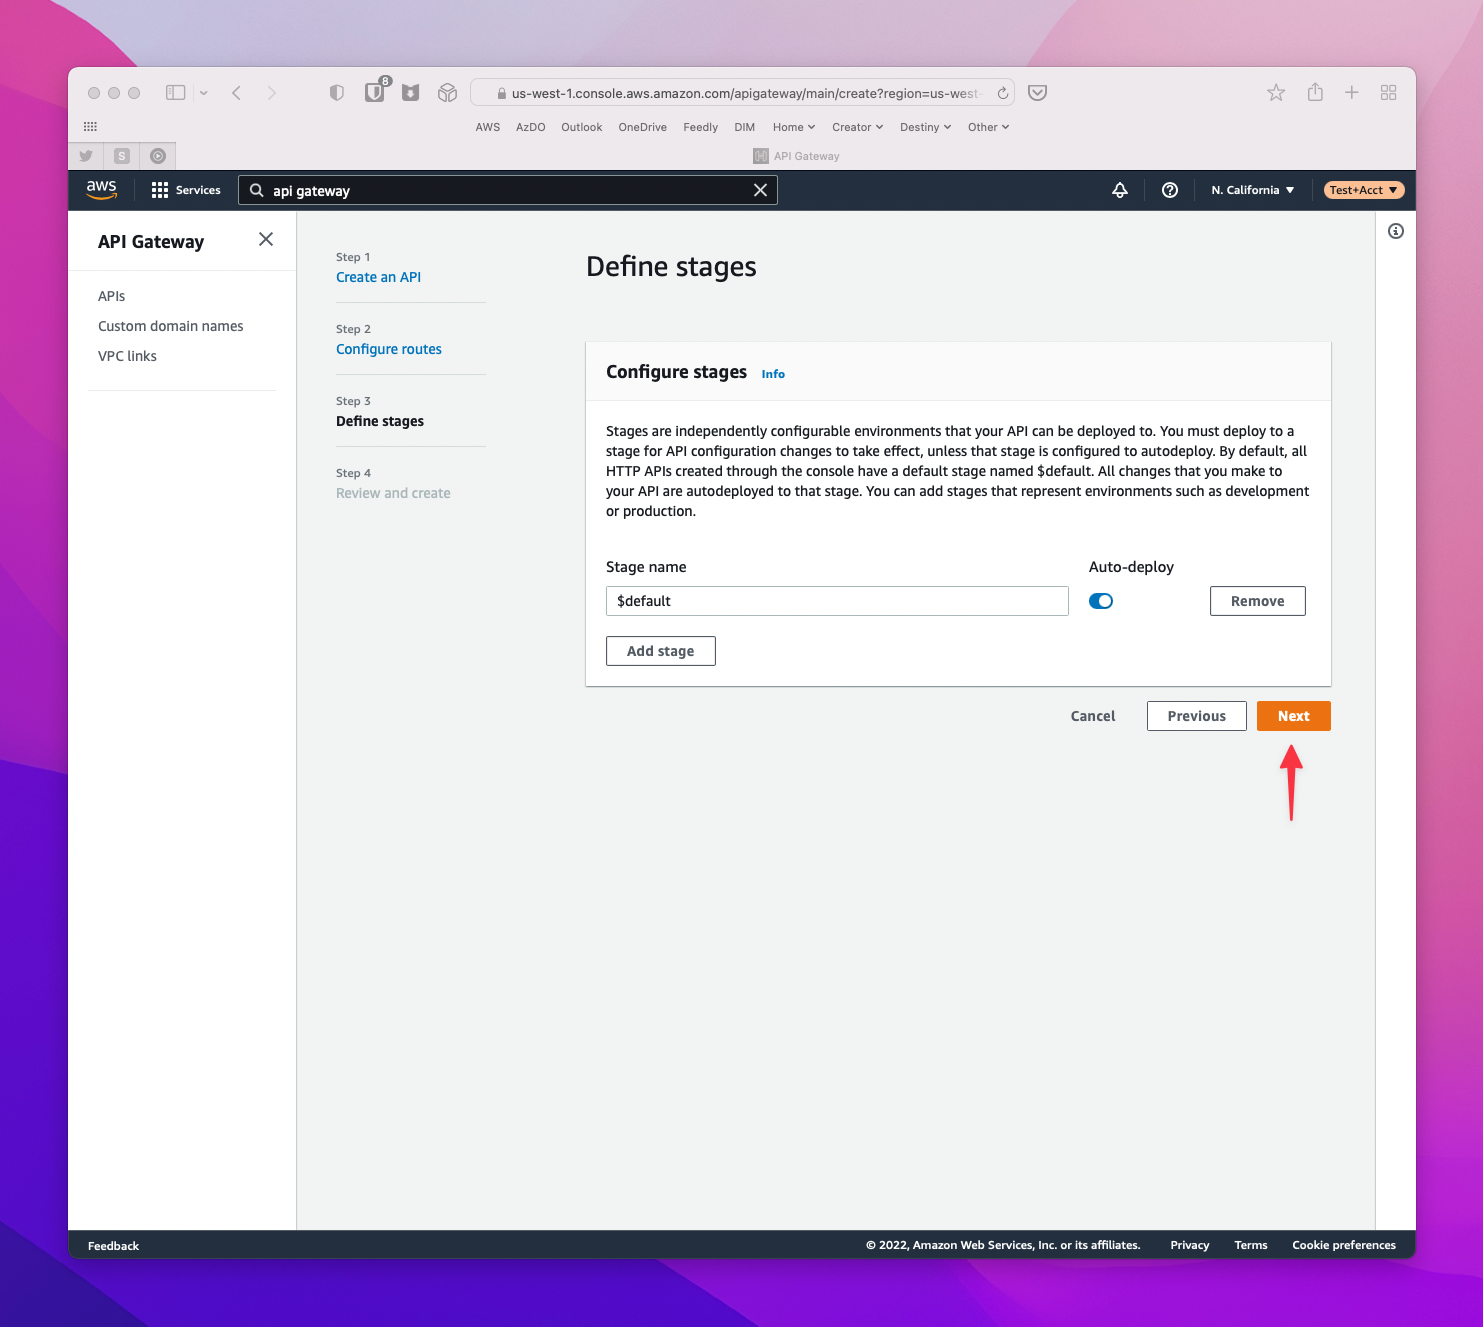 8
us-west-1.console.aws.amazon.com/apigateway/main/create?region=us-west-
AWS AzDO Outlook OneDrive Feedly DIM Home Creator Destiny Other
S
API Gateway
aws Services api gateway N. California Test+Acct
API Gateway
APIs
Custom domain names
VPC links
Step 1
Create an API
Step 2
Configure routes
Step 3
Define stages
Step 4
Review and create
Define stages
Configure stages Info
Stages are independently configurable environments that your API can be deployed to. You must deploy to a
stage for API configuration changes to take effect, unless that stage is configured to autodeploy. By default, all
HTTP APIs created through the console have a default stage named $default. All changes that you make to
your API are autodeployed to that stage. You can add stages that represent environments such as development
or production.
Stage name Auto-deploy
$default Remove
Add stage
Cancel Previous Next
Feedback © 2022, Amazon Web Services, Inc. or its affiliates. Privacy Terms Cookie preferences